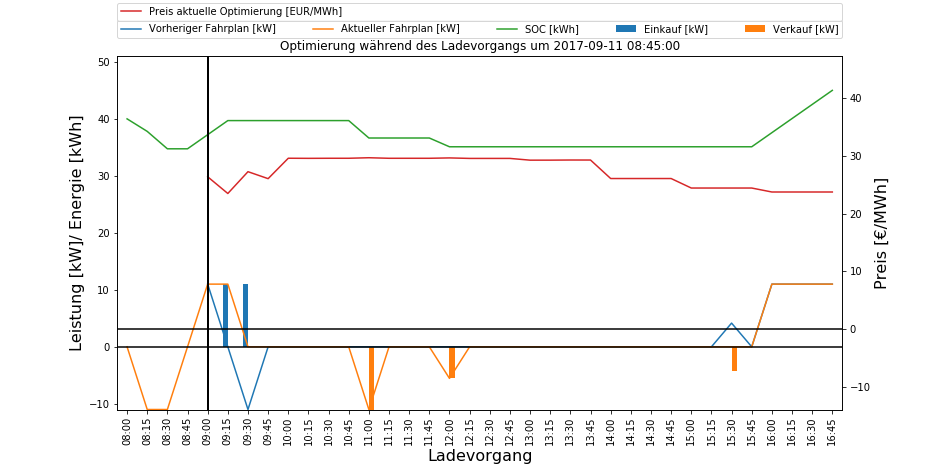 Preis aktuelle Optimierung [EUR/MWh]
Vorheriger Fahrplan [kW] Aktueller Fahrplan [kW] SOC [kWh] Einkauf [kW] Verkauf [kW]
Optimierung während des Ladevorgangs um 2017-09-11 08:45:00
Leistung [kW]/ Energie [kWh]
50
40
30
20
10
0
−10
Preis [€/MWh]
40
30
20
10
0
−10
08:00 08:15 08:30 08:45 09:00 09:15 09:30 09:45 10:00 10:15 10:30 10:45 11:00 11:15 11:30 11:45 12:00 12:15 12:30 12:45 13:00 13:15 13:30 13:45 14:00 14:15 14:30 14:45 15:00 15:15 15:30 15:45 16:00 16:15 16:30 16:45
Ladevorgang